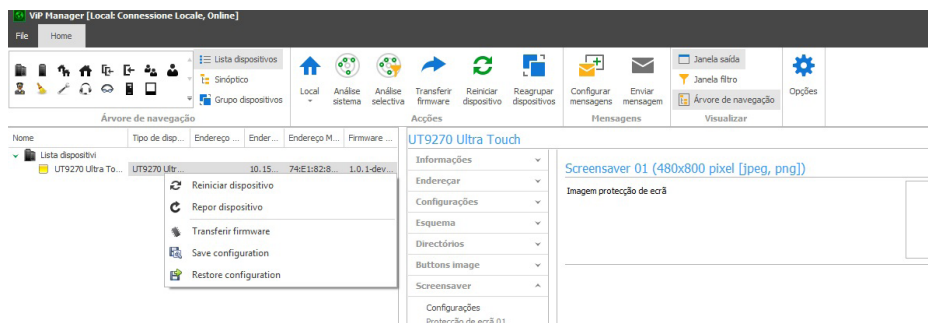 ViP Manager [Local: Connessione Locale, Online]
File Home
Lista dispositivos
Sinóptico
Grupo dispositivos
Árvore de navegação
Local
Análise sistema
Análise selectiva
Transferir firmware
Reiniciar dispositivo
Reagrupar dispositivos
Acções
Configurar mensagens
Enviar mensagem
Mensagens
Janela saída
Janela filtro
Árvore de navegação
Visualizar
Opções
Nome Tipo de disp... Endereço ... Ender... Endereço M... Firmware ...
Lista dispositivi
UT9270 Ultra To... UT9270 Ultr... 10.15... 74:E1:82:8... 1.0.1-dev...
Reiniciar dispositivo
Repor dispositivo
Transferir firmware
Save configuration
Restore configuration
UT9270 Ultra Touch
Informações
Endereçar
Configurações
Esquema
Directórios
Buttons image
Screensaver
Configurações
Protecção de ecrã 01
Screensaver 01 (480x800 pixel [jpeg, png])
Imagem protecção de ecrã